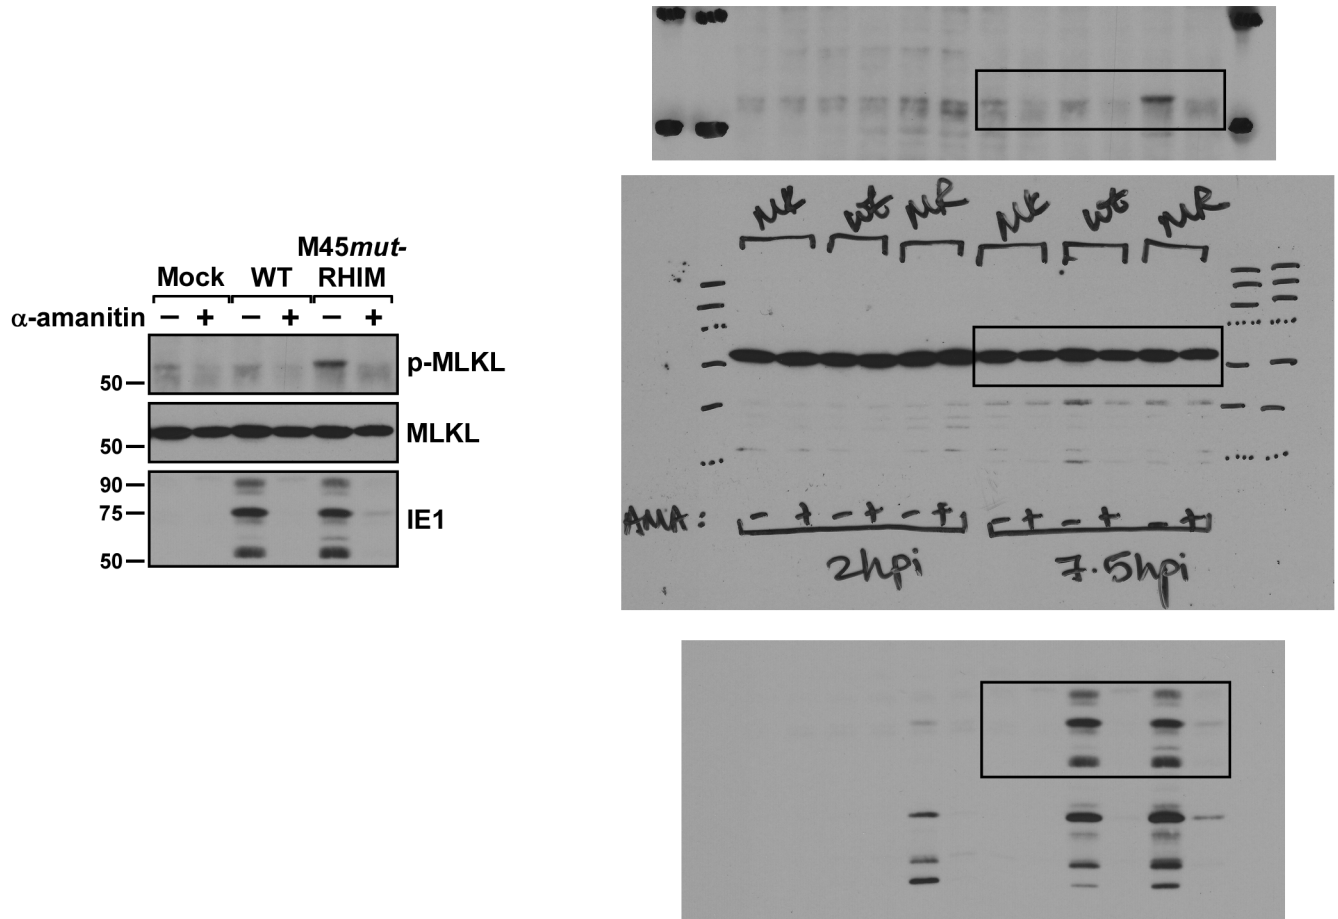 M45mut-
Mock WT RHIM
α-amanitin − + − + − +
p-MLKL
50
MLKL
50
90
75
IE1
50
MK Wt MR MK Wt MR
AMA: - + - + - + - + - + - +
2hpi 7.5hpi